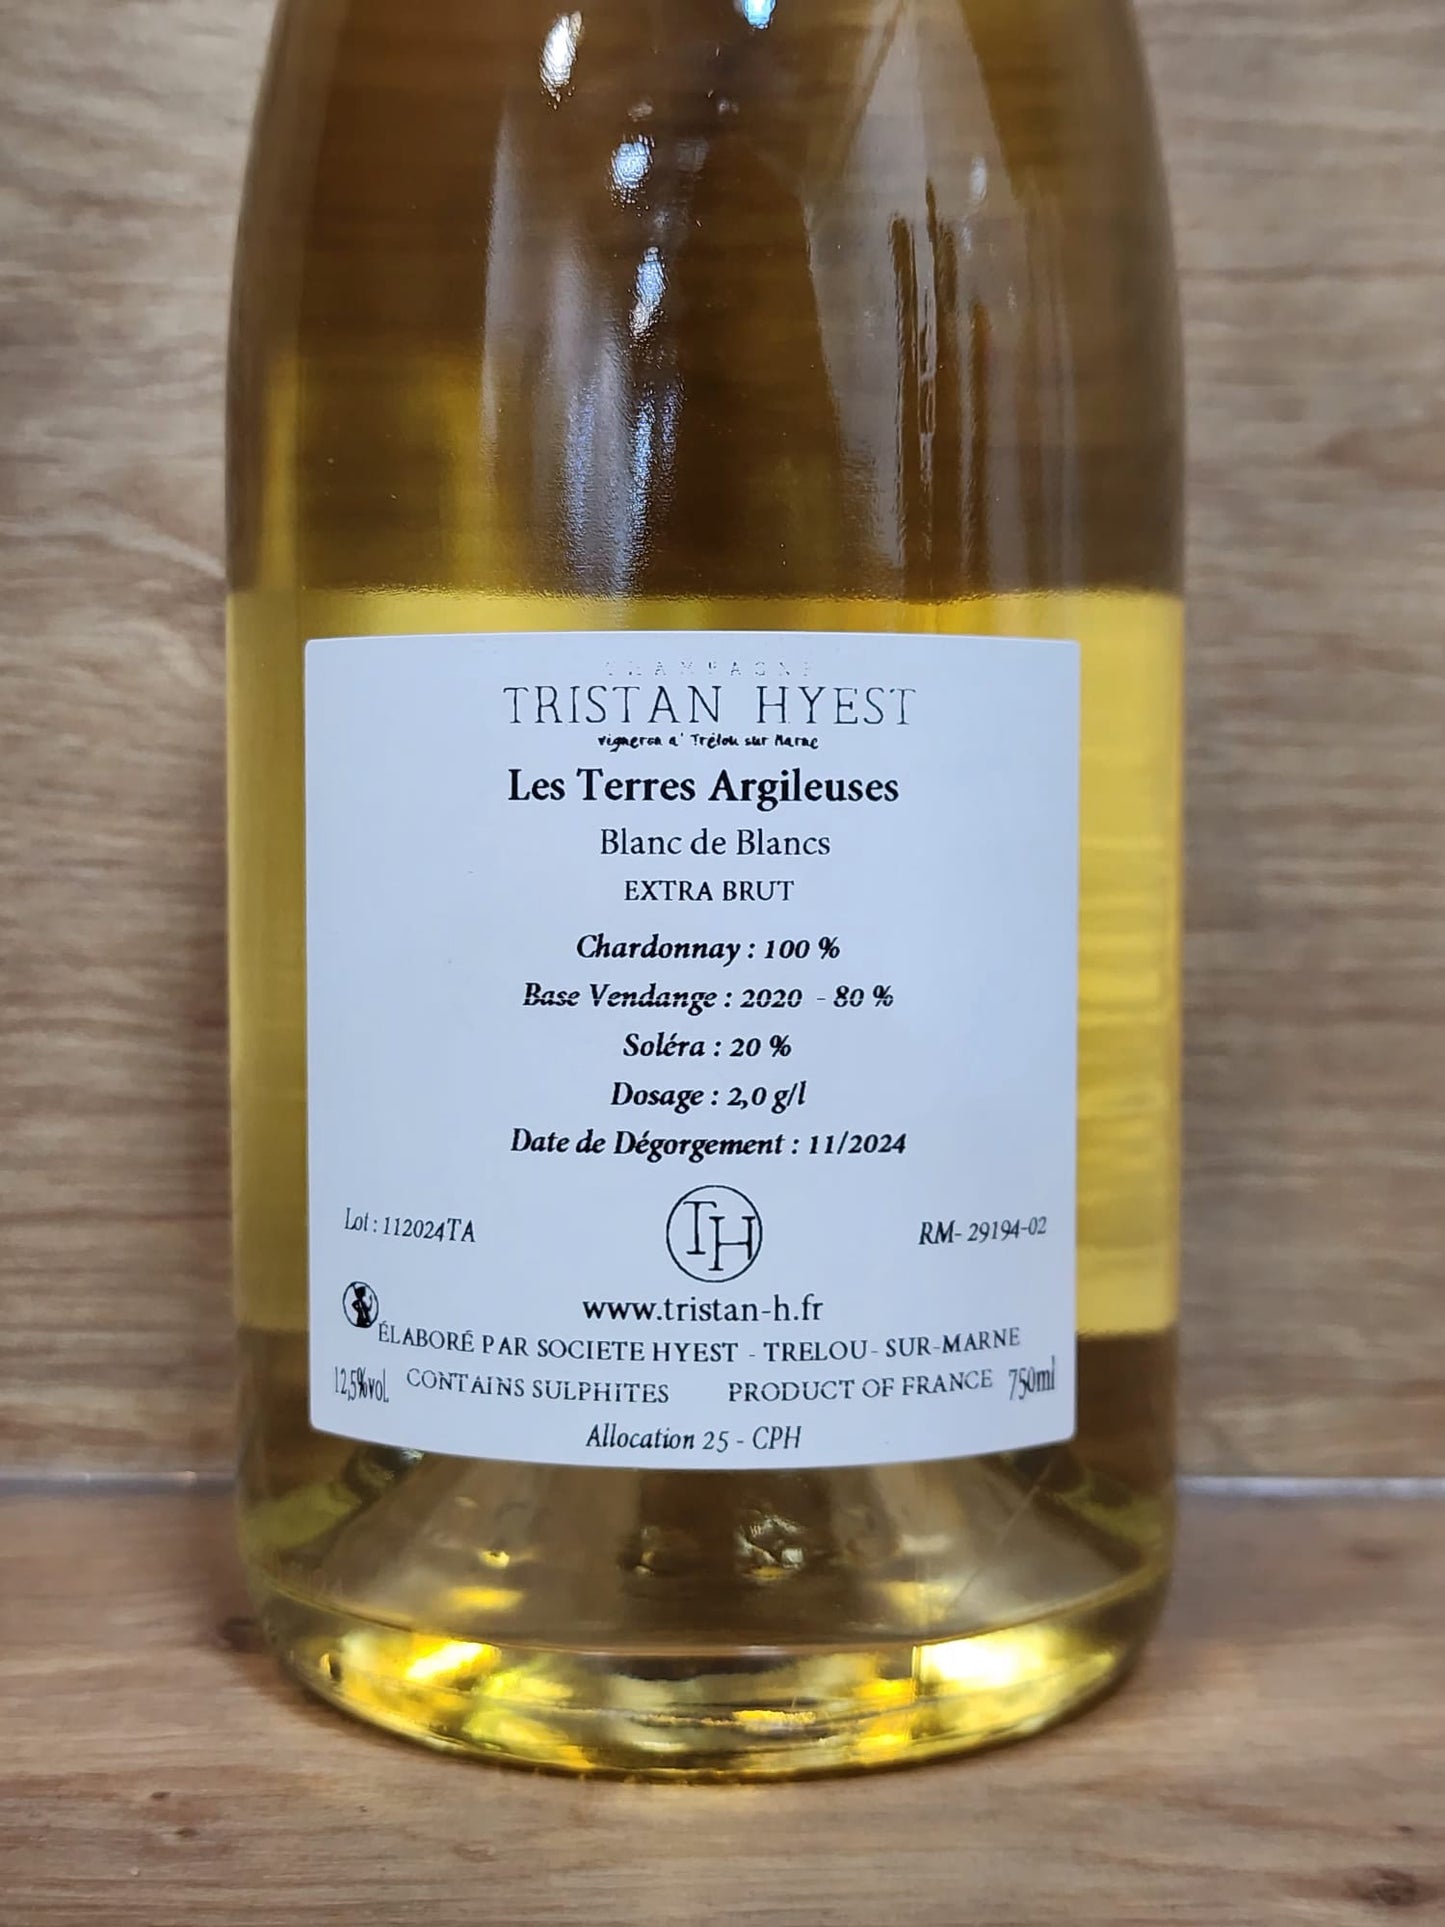 CHAMPAGNE
TRISTAN HYEST
vigneron a' Trélou sur Marne
Les Terres Argileuses
Blanc de Blancs
EXTRA BRUT
Chardonnay : 100 %
Base Vendange : 2020 - 80 %
Soléra : 20 %
Dosage : 2,0 g/l
Date de Dégorgement : 11/2024
Lot : 112024TA
TH
RM- 29194-02
www.tristan-h.fr
ÉLABORÉ PAR SOCIETE HYEST - TRELOU- SUR-MARNE
12,5%vol. CONTAINS SULPHITES PRODUCT OF FRANCE 750ml
Allocation 25 - CPH